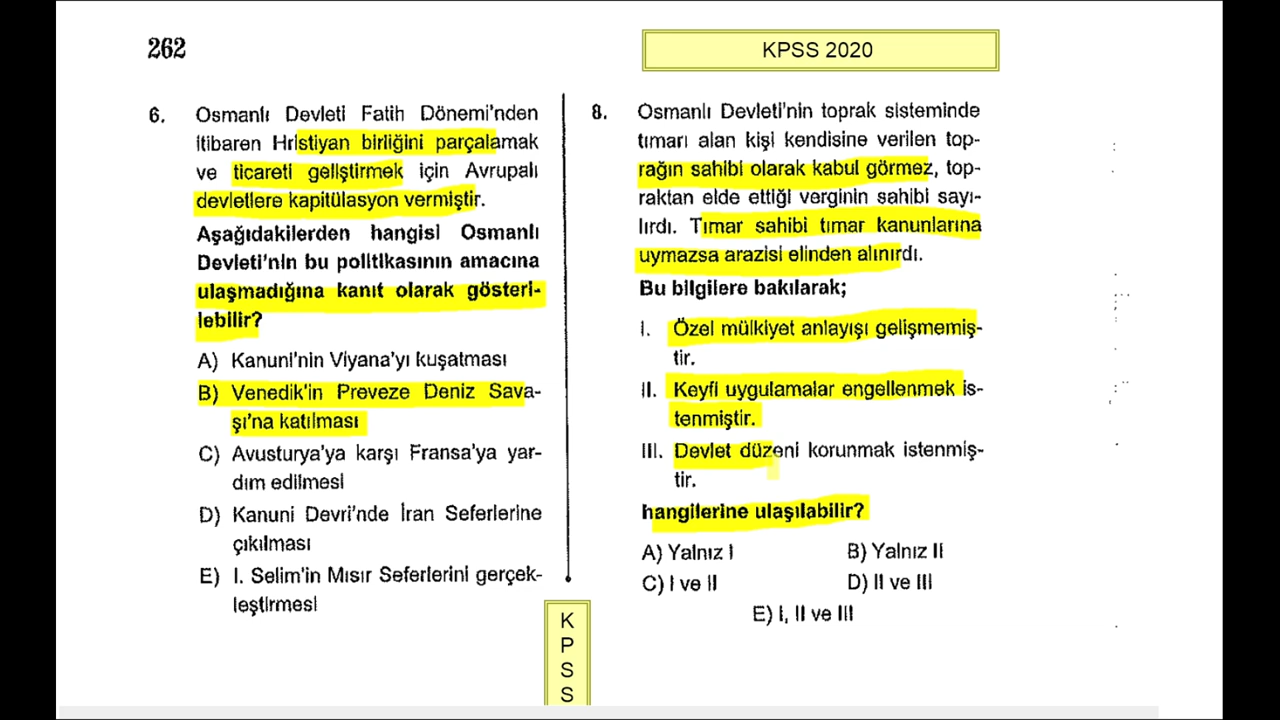 262
KPSS 2020
6. Osmanlı Devleti Fatih Dönemi'nden
itibaren Hristiyan birliğini parçalamak
ve ticareti geliştirmek için Avrupalı
devletlere kapitülasyon vermiştir.
Aşağıdakilerden hangisi Osmanlı
Devleti'nin bu politikasının amacına
ulaşmadığına kanıt olarak gösteri-
lebilir?
A) Kanuni'nin Viyana'yı kuşatması
B) Venedik'in Preveze Deniz Sava-
şı'na katılması
C) Avusturya'ya karşı Fransa'ya yar-
dım edilmesi
D) Kanuni Devri'nde İran Seferlerine
çıkılması
E) I. Selim'in Mısır Seferlerini gerçek-
leştirmesi
8. Osmanlı Devleti'nin toprak sisteminde
tımarı alan kişi kendisine verilen top-
rağın sahibi olarak kabul görmez, top-
raktan elde ettiği verginin sahibi sayı-
lırdı. Tımar sahibi tımar kanunlarına
uymazsa arazisi elinden alınırdı.
Bu bilgilere bakılarak;
I. Özel mülkiyet anlayışı gelişmemiş-
tir.
II. Keyfi uygulamalar engellenmek is-
tenmiştir.
III. Devlet düzeni korunmak istenmiş-
tir.
hangilerine ulaşılabilir?
A) Yalnız I B) Yalnız II
C) I ve II D) II ve III
E) I, II ve III
K
P
S
S